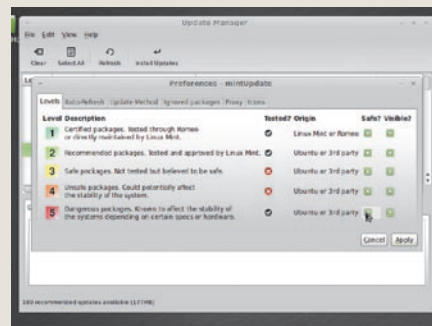 Update Manager
File Edit View Help
Clear Select All Refresh Install Updates
Preferences - mintUpdate
Levels Auto-Refresh Update Method Ignored packages Proxy Icons
Level Description Tested? Origin Safe? Visible?
1 Certified packages. Tested through Romeo
or directly maintained by Linux Mint. Linux Mint or Romeo
2 Recommended packages. Tested and approved by Linux Mint. Ubuntu or 3rd party
3 Safe packages. Not tested but believed to be safe. Ubuntu or 3rd party
4 Unsafe packages. Could potentially affect
the stability of the system. Ubuntu or 3rd party
5 Dangerous packages. Known to affect the stability of
the systems depending on certain specs or hardware. Ubuntu or 3rd party
Cancel Apply
recommended updates available (177MB)